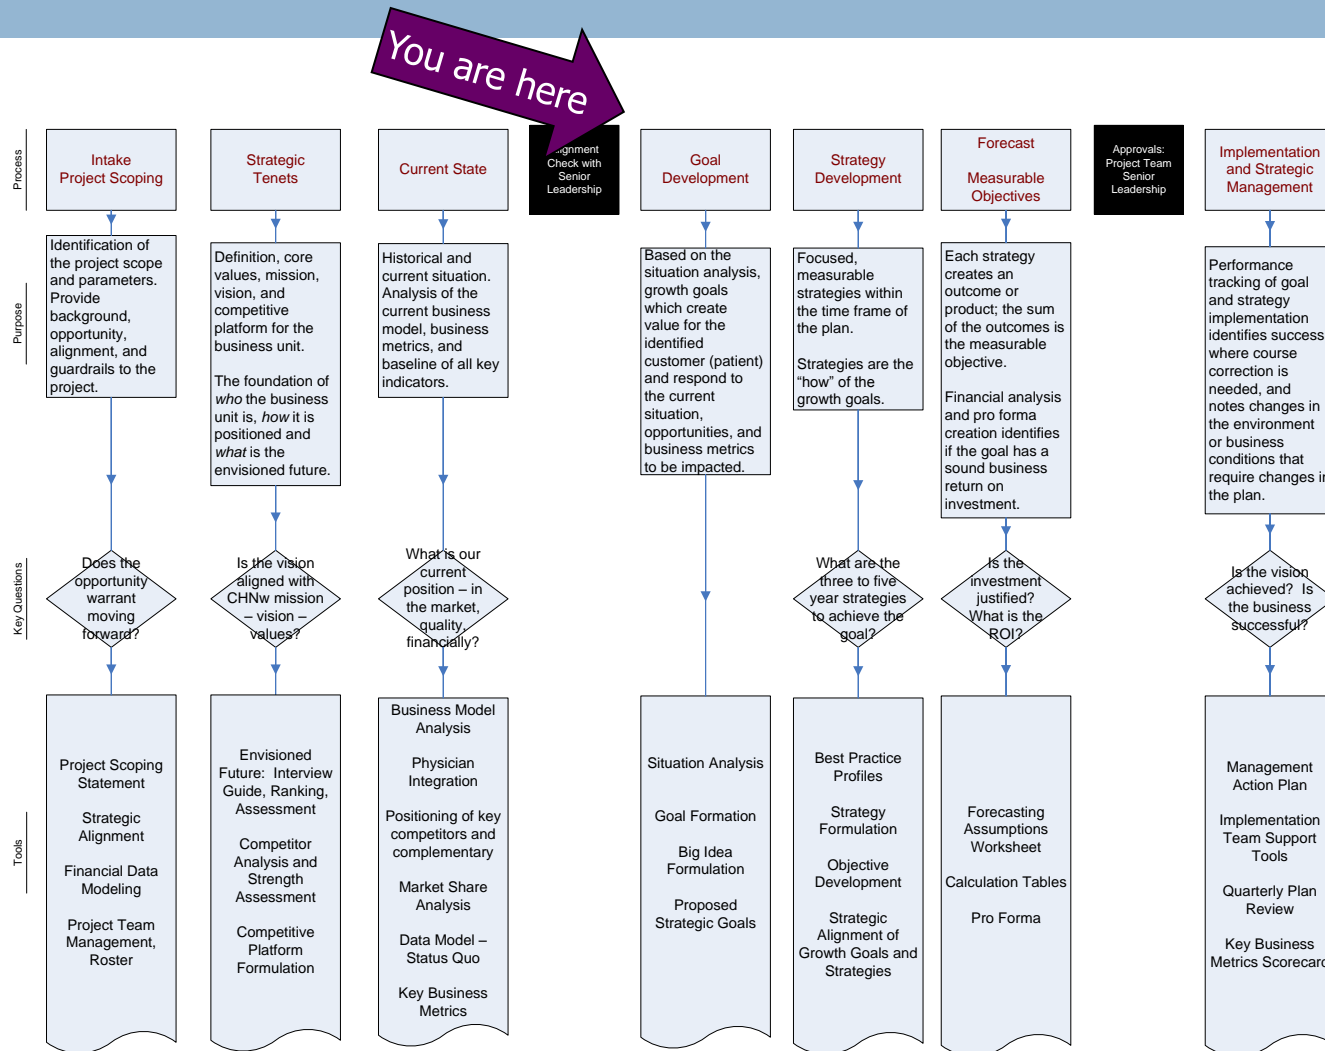 You are here
Process
Intake
Project Scoping
Strategic
Tenets
Current State
Check with
Senior
Leadership
Goal
Development
Strategy
Development
Forecast
Measurable
Objectives
Approvals:
Project Team
Senior
Leadership
Implementation
and Strategic
Management
Purpose
Identification of
the project scope
and parameters.
Provide
background,
opportunity,
alignment, and
guardrails to the
project.
Definition, core
values, mission,
vision, and
competitive
platform for the
business unit.
The foundation of
who the business
unit is, how it is
positioned and
what is the
envisioned future.
Historical and
current situation.
Analysis of the
current business
model, business
metrics, and
baseline of all key
indicators.
Based on the
situation analysis,
growth goals
which create
value for the
identified
customer (patient)
and respond to
the current
situation,
opportunities, and
business metrics
to be impacted.
Focused,
measurable
strategies within
the time frame of
the plan.
Strategies are the
“how” of the
growth goals.
Each strategy
creates an
outcome or
product; the sum
of the outcomes is
the measurable
objective.
Financial analysis
and pro forma
creation identifies
if the goal has a
sound business
return on
investment.
Performance
tracking of goal
and strategy
implementation
identifies success
where course
correction is
needed, and
notes changes in
the environment
or business
conditions that
require changes
the plan.
Key Questions
Does the
opportunity
warrant
moving
forward?
Is the vision
aligned with
CHNw mission
– vision –
values?
What is our
current
position – in
the market,
quality,
financially?
What are the
three to five
year strategies
to achieve the
goal?
Is the
investment
justified?
What is the
ROI?
Is the vision
achieved? Is
the business
successful?
Tools
Project Scoping
Statement
Strategic
Alignment
Financial Data
Modeling
Project Team
Management,
Roster
Envisioned
Future: Interview
Guide, Ranking,
Assessment
Competitor
Analysis and
Strength
Assessment
Competitive
Platform
Formulation
Business Model
Analysis
Physician
Integration
Positioning of key
competitors and
complementary
Market Share
Analysis
Data Model –
Status Quo
Key Business
Metrics
Situation Analysis
Goal Formation
Big Idea
Formulation
Proposed
Strategic Goals
Best Practice
Profiles
Strategy
Formulation
Objective
Development
Strategic
Alignment of
Growth Goals and
Strategies
Forecasting
Assumptions
Worksheet
Calculation Tables
Pro Forma
Management
Action Plan
Implementation
Team Support
Tools
Quarterly Plan
Review
Key Business
Metrics Scorecard